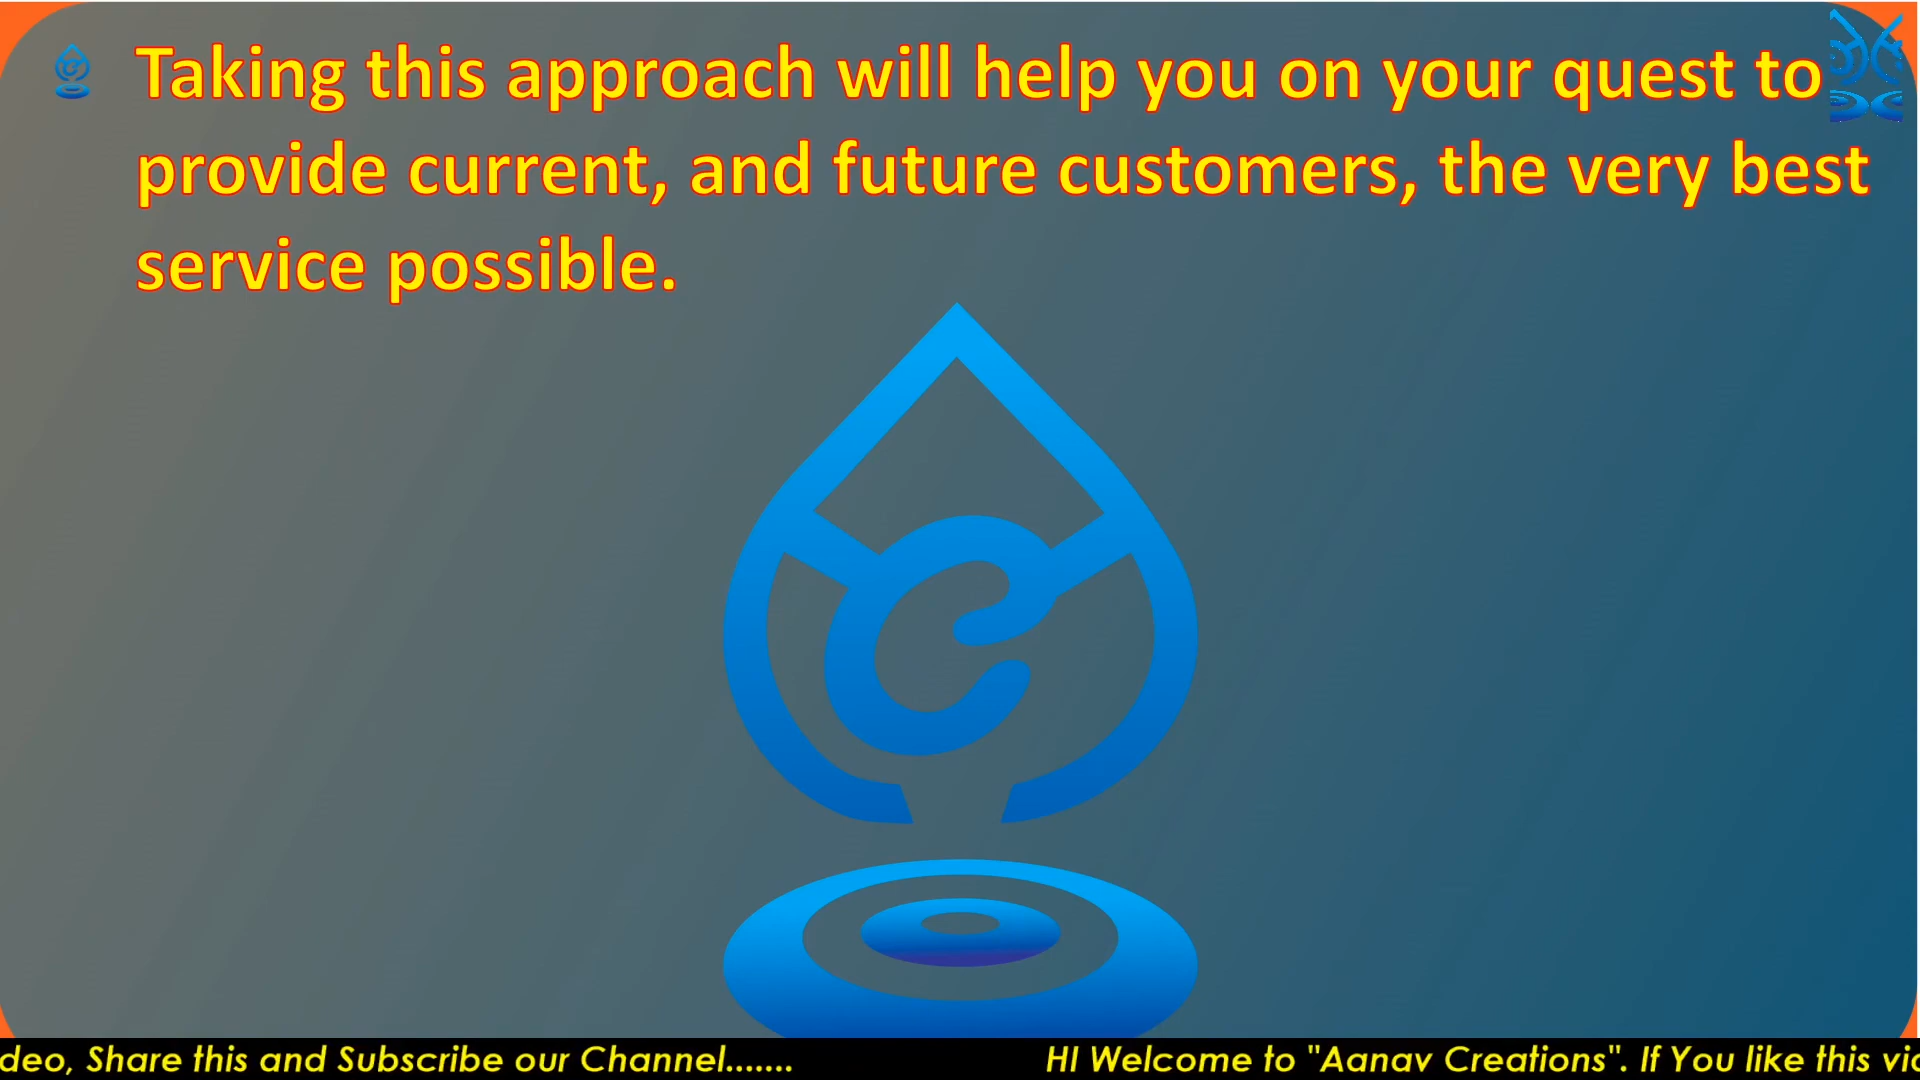 Taking this approach will help you on your quest to
provide current, and future customers, the very best
service possible.
deo, Share this and Subscribe our Channel....... HI Welcome to "Aanav Creations". If You like this vid